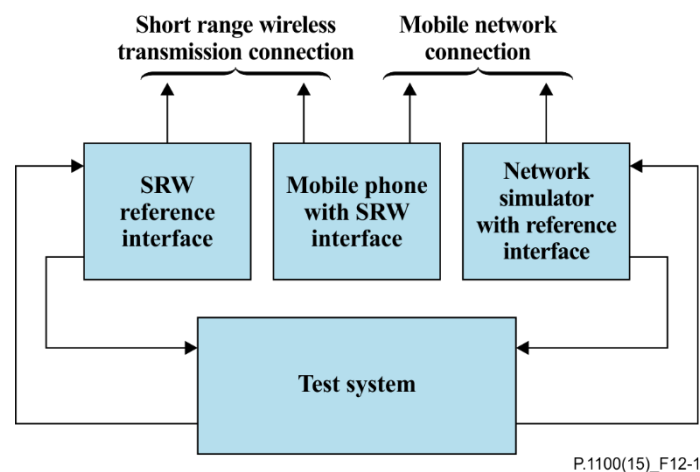 Short range wireless
transmission connection
Mobile network
connection
SRW
reference
interface
Mobile phone
with SRW
interface
Network
simulator
with reference
interface
Test system
P.1100(15)_F12-1